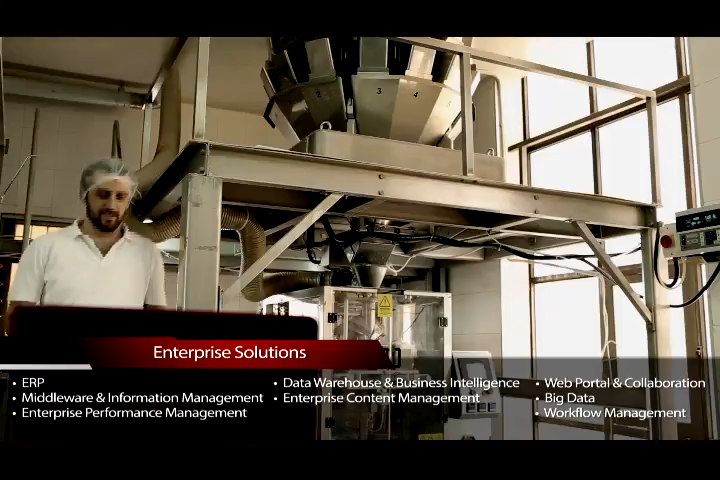 2
3
4
Enterprise Solutions
• ERP
• Middleware & Information Management
• Enterprise Performance Management
• Data Warehouse & Business Intelligence
• Enterprise Content Management
• Web Portal & Collaboration
• Big Data
• Workflow Management